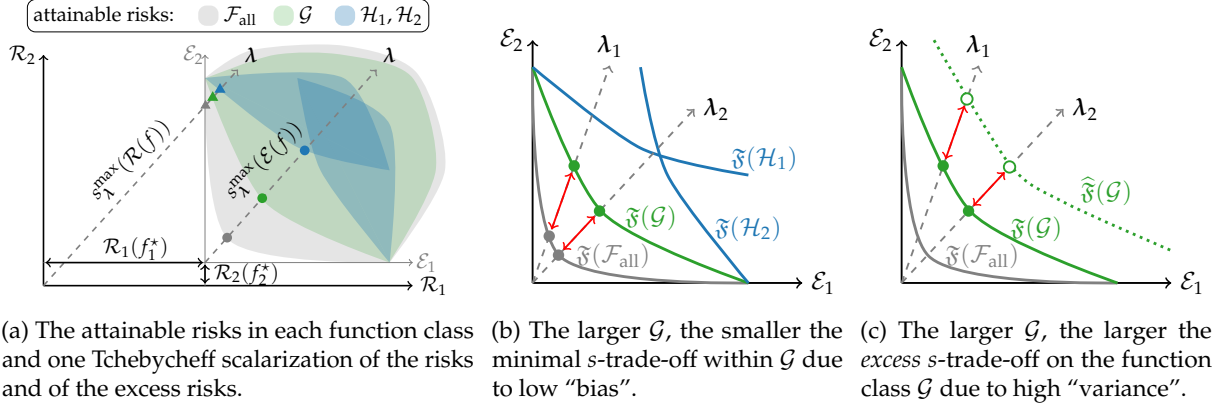 attainable risks: ℱ_all 𝒢 ℋ₁, ℋ₂
ℛ₂
ℰ₂
λ
λ
s_λ^max(ℛ(f))
s_λ^max(ℰ(f))
ℛ₁(f₁⋆)
ℛ₂(f₂⋆)
ℰ₁
ℛ₁
ℰ₂
λ₁
λ₂
𝔉(ℋ₁)
𝔉(𝒢)
𝔉(ℋ₂)
𝔉(ℱ_all)
ℰ₁
ℰ₂
λ₁
λ₂
𝔉̂(𝒢)
𝔉(𝒢)
𝔉(ℱ_all)
ℰ₁
(a) The attainable risks in each function class
and one Tchebycheff scalarization of the risks
and of the excess risks.
(b) The larger 𝒢, the smaller the
minimal s-trade-off within 𝒢 due
to low “bias”.
(c) The larger 𝒢, the larger the
excess s-trade-off on the function
class 𝒢 due to high “variance”.